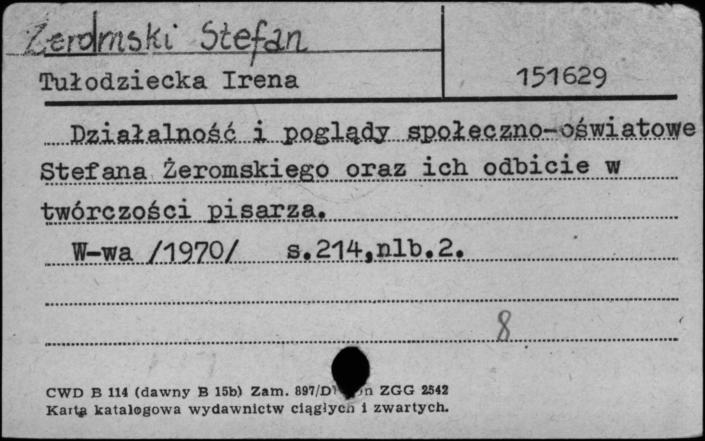 Żeromski Stefan
Tułodziecka Irena 151629
Działalność i poglądy społeczno-oświatowe
Stefana Żeromskiego oraz ich odbicie w
twórczości pisarza.
W-wa /1970/ s.214,nlb.2.
8
CWD B 114 (dawny B 15b) Zam. 897/D ZGG 2542
Karta katalogowa wydawnictw ciągłych i zwartych.